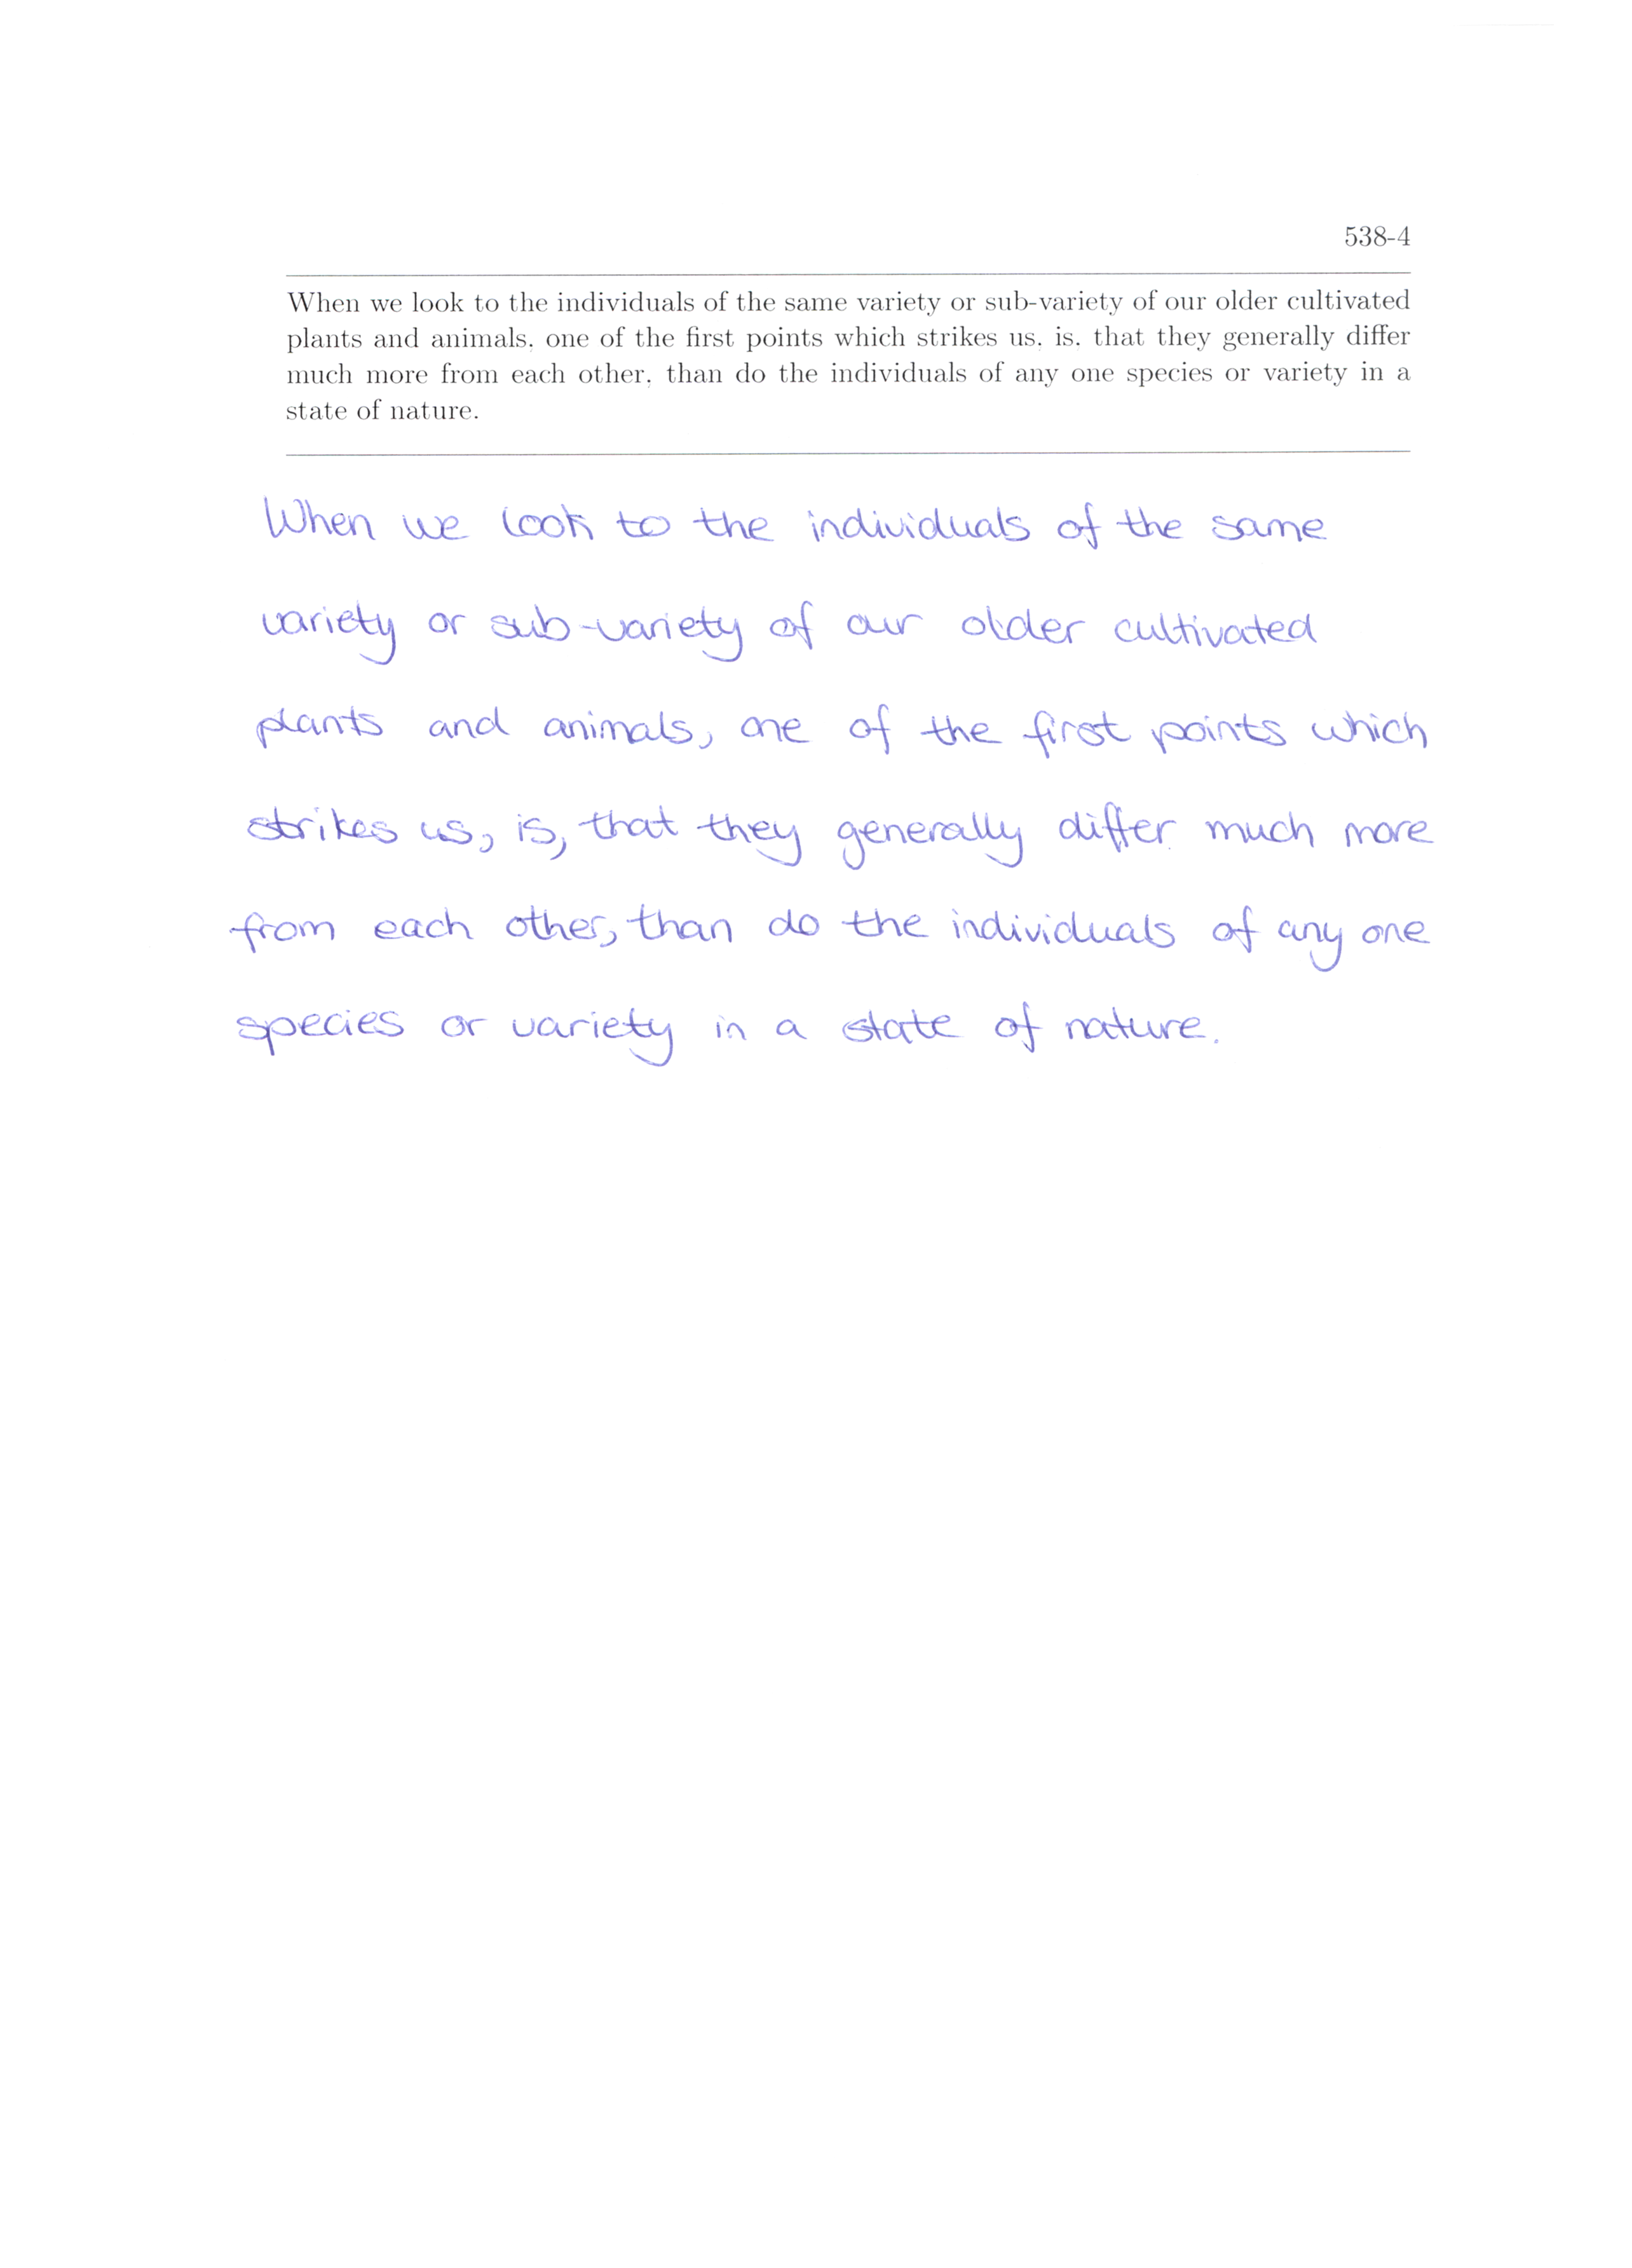 538-4
When we look to the individuals of the same variety or sub-variety of our older cultivated
plants and animals, one of the first points which strikes us, is, that they generally differ
much more from each other, than do the individuals of any one species or variety in a
state of nature.
When we look to the individuals of the same
variety or sub-variety of our older cultivated
plants and animals, one of the first points which
strikes us, is, that they generally differ much more
from each other, than do the individuals of any one
species or variety in a state of nature.